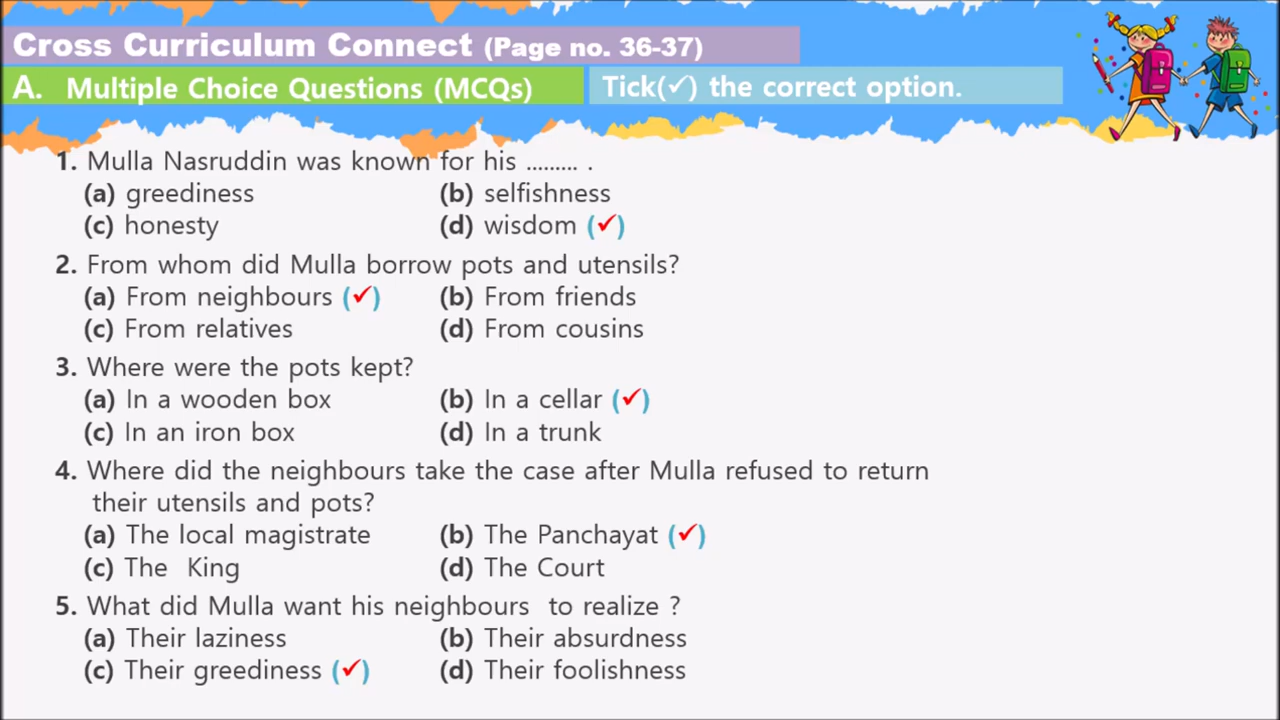 Cross Curriculum Connect (Page no. 36-37)
A. Multiple Choice Questions (MCQs) Tick(✓) the correct option.
1. Mulla Nasruddin was known for his ......... .
(a) greediness (b) selfishness
(c) honesty (d) wisdom (✓)
2. From whom did Mulla borrow pots and utensils?
(a) From neighbours (✓) (b) From friends
(c) From relatives (d) From cousins
3. Where were the pots kept?
(a) In a wooden box (b) In a cellar (✓)
(c) In an iron box (d) In a trunk
4. Where did the neighbours take the case after Mulla refused to return
their utensils and pots?
(a) The local magistrate (b) The Panchayat (✓)
(c) The King (d) The Court
5. What did Mulla want his neighbours to realize ?
(a) Their laziness (b) Their absurdness
(c) Their greediness (✓) (d) Their foolishness